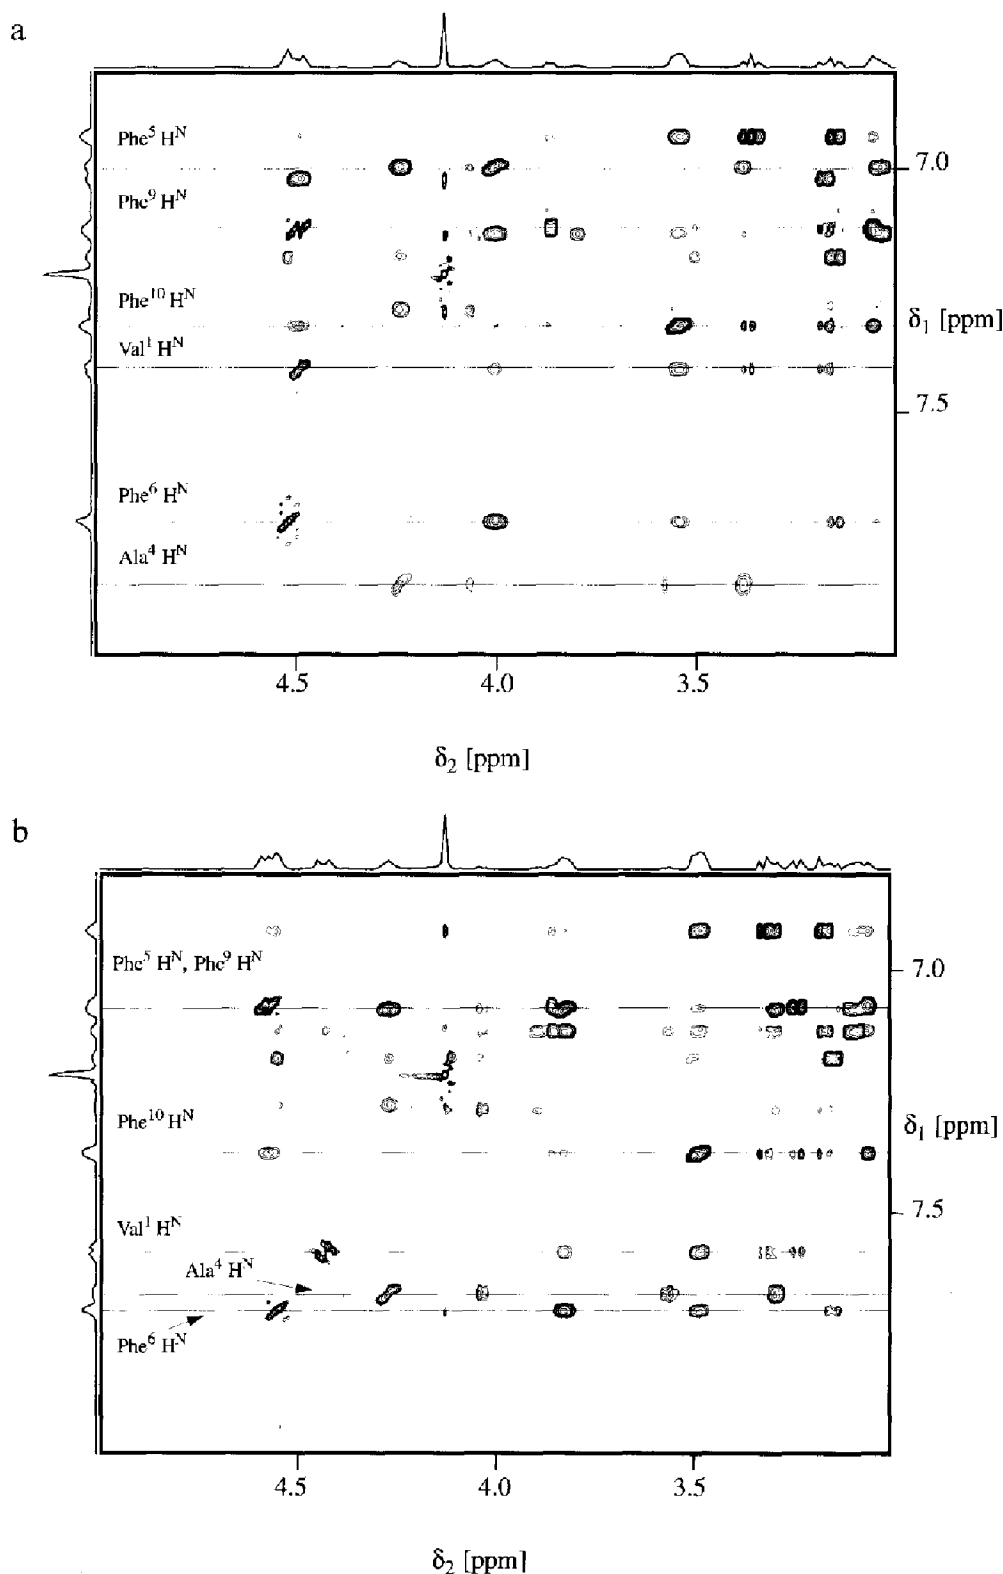 a
Phe⁵ Hᴺ
7.0
Phe⁹ Hᴺ
Phe¹⁰ Hᴺ
δ₁ [ppm]
Val¹ Hᴺ
7.5
Phe⁶ Hᴺ
Ala⁴ Hᴺ
4.5 4.0 3.5
δ₂ [ppm]
b
Phe⁵ Hᴺ, Phe⁹ Hᴺ
7.0
Phe¹⁰ Hᴺ
δ₁ [ppm]
Val¹ Hᴺ
7.5
Ala⁴ Hᴺ
Phe⁶ Hᴺ
4.5 4.0 3.5
δ₂ [ppm]